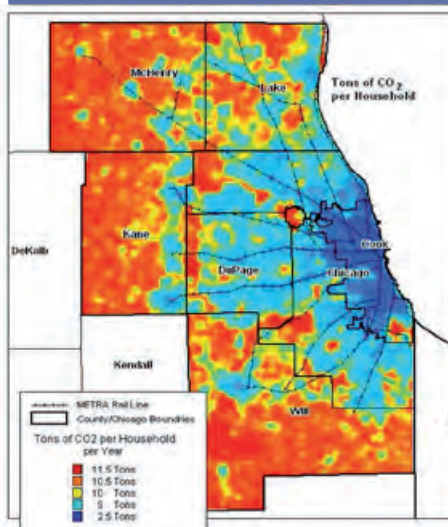 McHenry
Lake
Tons of CO2
per Household
DeKalb
Kane
Cook
DuPage
Chicago
Kendall
Will
METRA Rail Line
County/Chicago Boundries
Tons of CO2 per Household
per Year
11.5 Tons
10.5 Tons
10 Tons
5 Tons
2.5 Tons